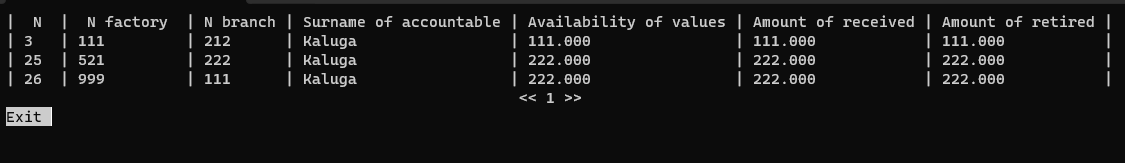 |  N  |  N factory  | N branch | Surname of accountable | Availability of values | Amount of received | Amount of retired |
| 3   | 111         | 212      | Kaluga                 | 111.000                | 111.000            | 111.000           |
| 25  | 521         | 222      | Kaluga                 | 222.000                | 222.000            | 222.000           |
| 26  | 999         | 111      | Kaluga                 | 222.000                | 222.000            | 222.000           |
<< 1 >>
Exit